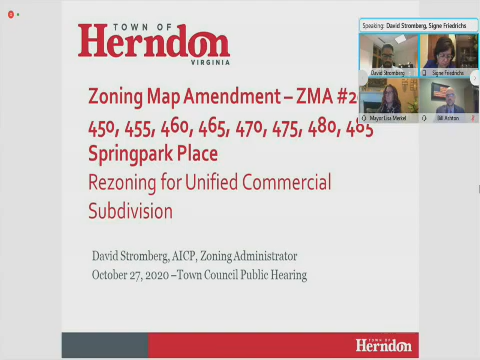 TOWN OF
Herndon
VIRGINIA
Speaking: David Stromberg, Signe Friedrichs
David Stromberg
Signe Friedrichs
Mayor Lisa Merkel
Bill Ashton
Zoning Map Amendment – ZMA #2
450, 455, 460, 465, 470, 475, 480, 485
Springpark Place
Rezoning for Unified Commercial
Subdivision
David Stromberg, AICP, Zoning Administrator
October 27, 2020 –Town Council Public Hearing
TOWN OF
Herndon